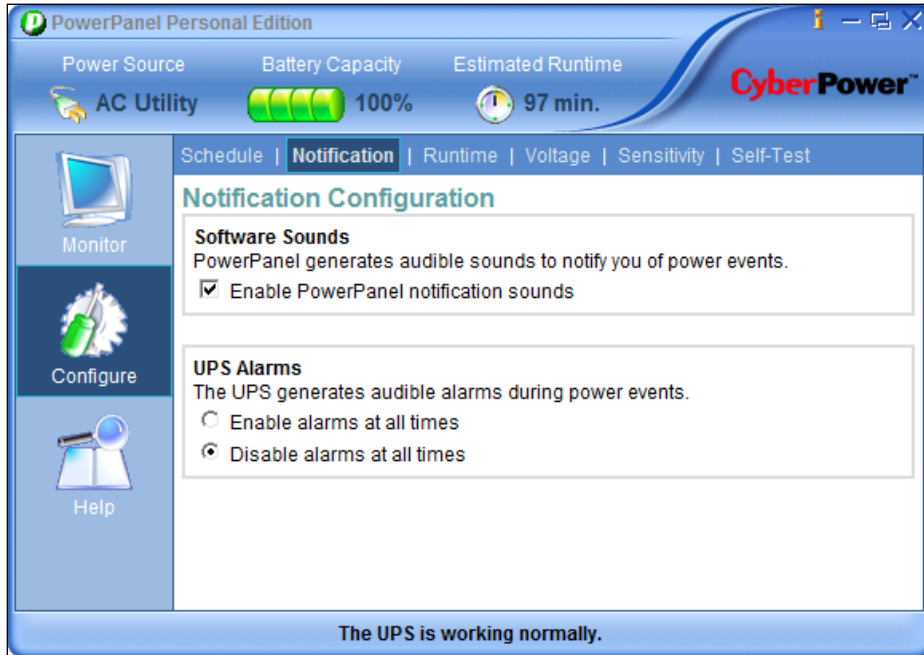 PowerPanel Personal Edition
Power Source Battery Capacity Estimated Runtime
AC Utility 100% 97 min.
CyberPower™
Schedule | Notification | Runtime | Voltage | Sensitivity | Self-Test
Monitor
Configure
Help
Notification Configuration
Software Sounds
PowerPanel generates audible sounds to notify you of power events.
Enable PowerPanel notification sounds
UPS Alarms
The UPS generates audible alarms during power events.
Enable alarms at all times
Disable alarms at all times
The UPS is working normally.